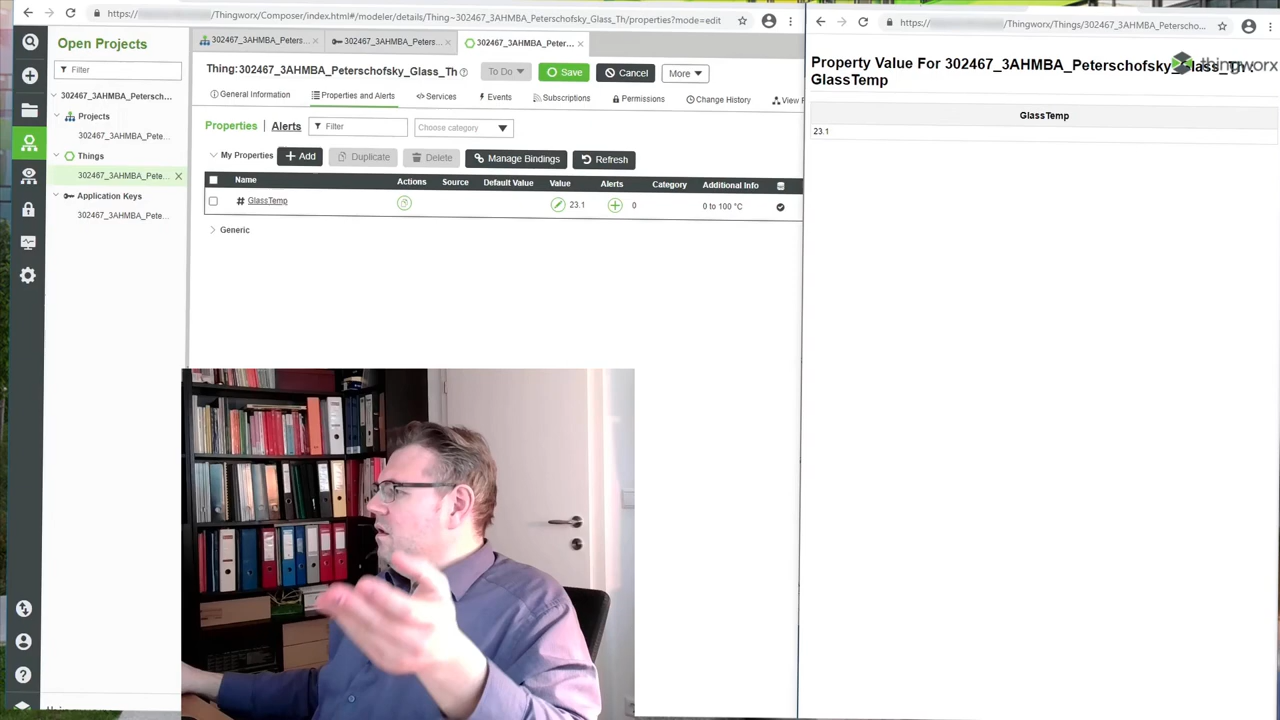 https://
/Thingworx/Composer/index.html#/modeler/details/Thing~302467_3AHMBA_Peterschofsky_Glass_Th/properties?mode=edit
Open Projects
Filter
302467_3AHMBA_Petersch...
Projects
302467_3AHMBA_Pete...
Things
302467_3AHMBA_Pete...
Application Keys
302467_3AHMBA_Pete...
302467_3AHMBA_Peters...
302467_3AHMBA_Peters...
302467_3AHMBA_Peters...
Thing:302467_3AHMBA_Peterschofsky_Glass_Th
To Do
Save
Cancel
More
General Information
Properties and Alerts
Services
Events
Subscriptions
Permissions
Change History
View R
Properties
Alerts
Filter
Choose category
My Properties
Add
Duplicate
Delete
Manage Bindings
Refresh
Name Actions Source Default Value Value Alerts Category Additional Info
# GlassTemp 23.1 0 0 to 100 °C
Generic
https://
/Thingworx/Things/302467_3AHMBA_Peterscho...
Property Value For 302467_3AHMBA_Peterschofsky_Glass_Th :
GlassTemp
thingworx
GlassTemp
23.1